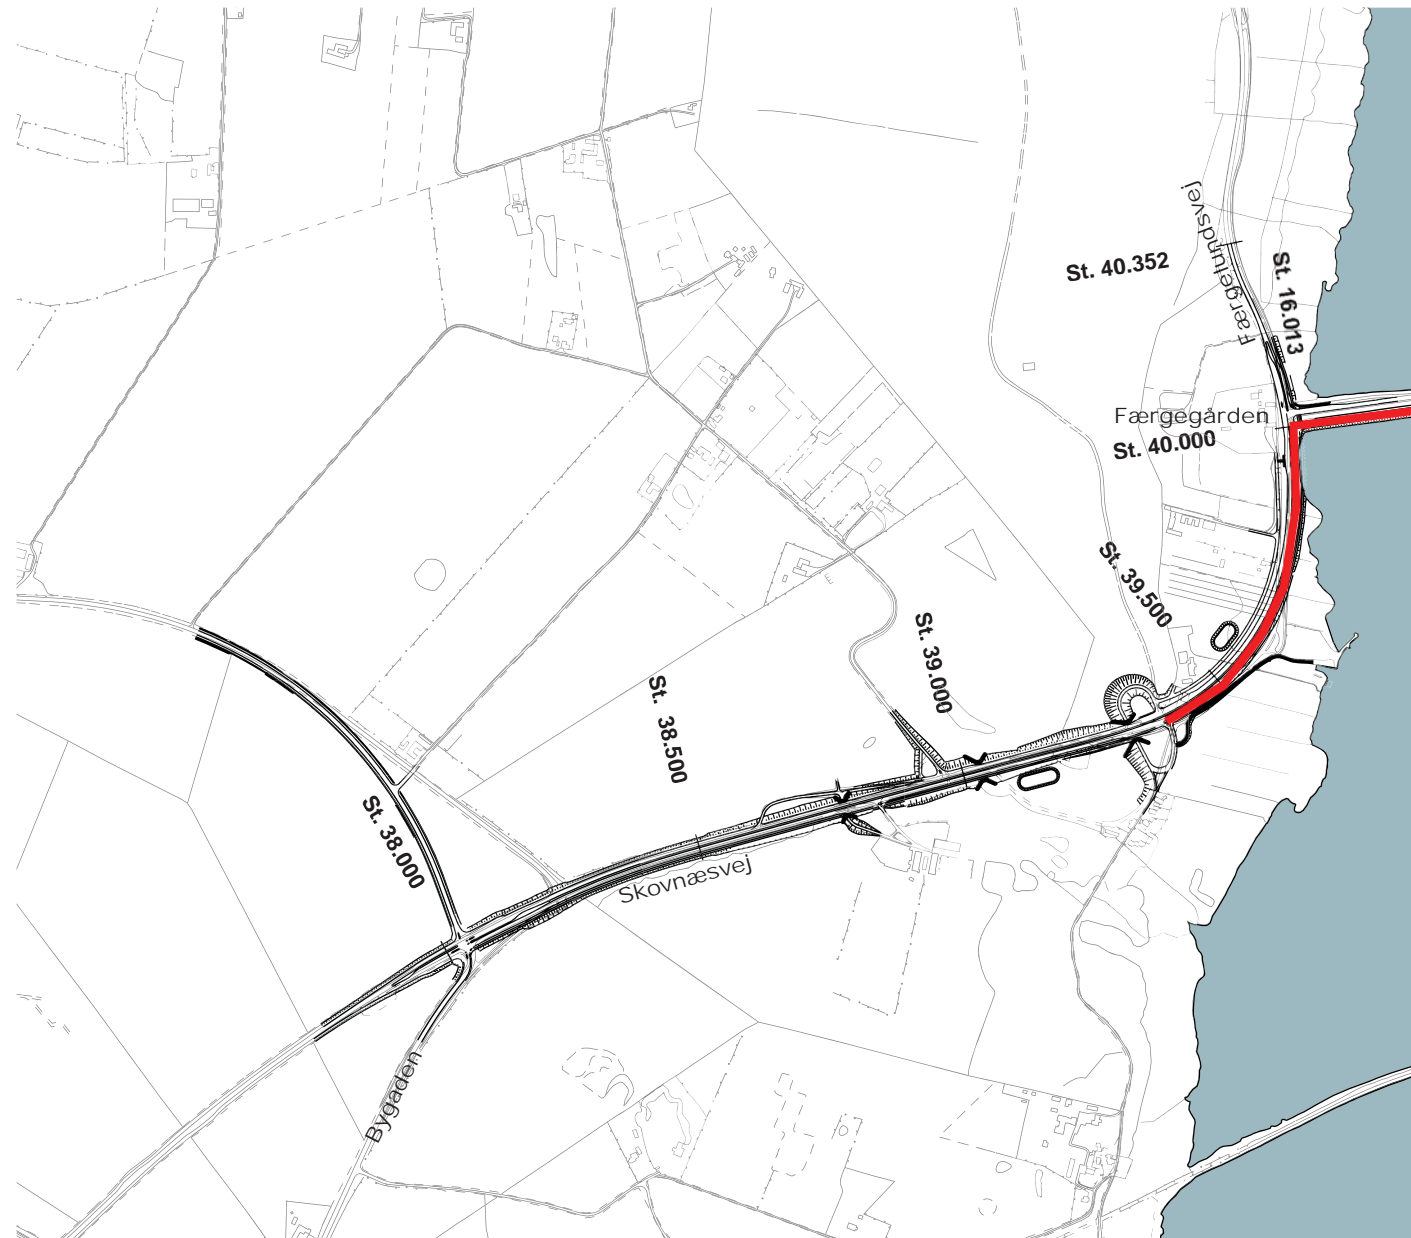 Færgelundsvej
St. 40.352
St. 16.013
Færgegården
St. 40.000
St. 39.500
St. 39.000
St. 38.500
St. 38.000
Skovnæsvej
Bygaden